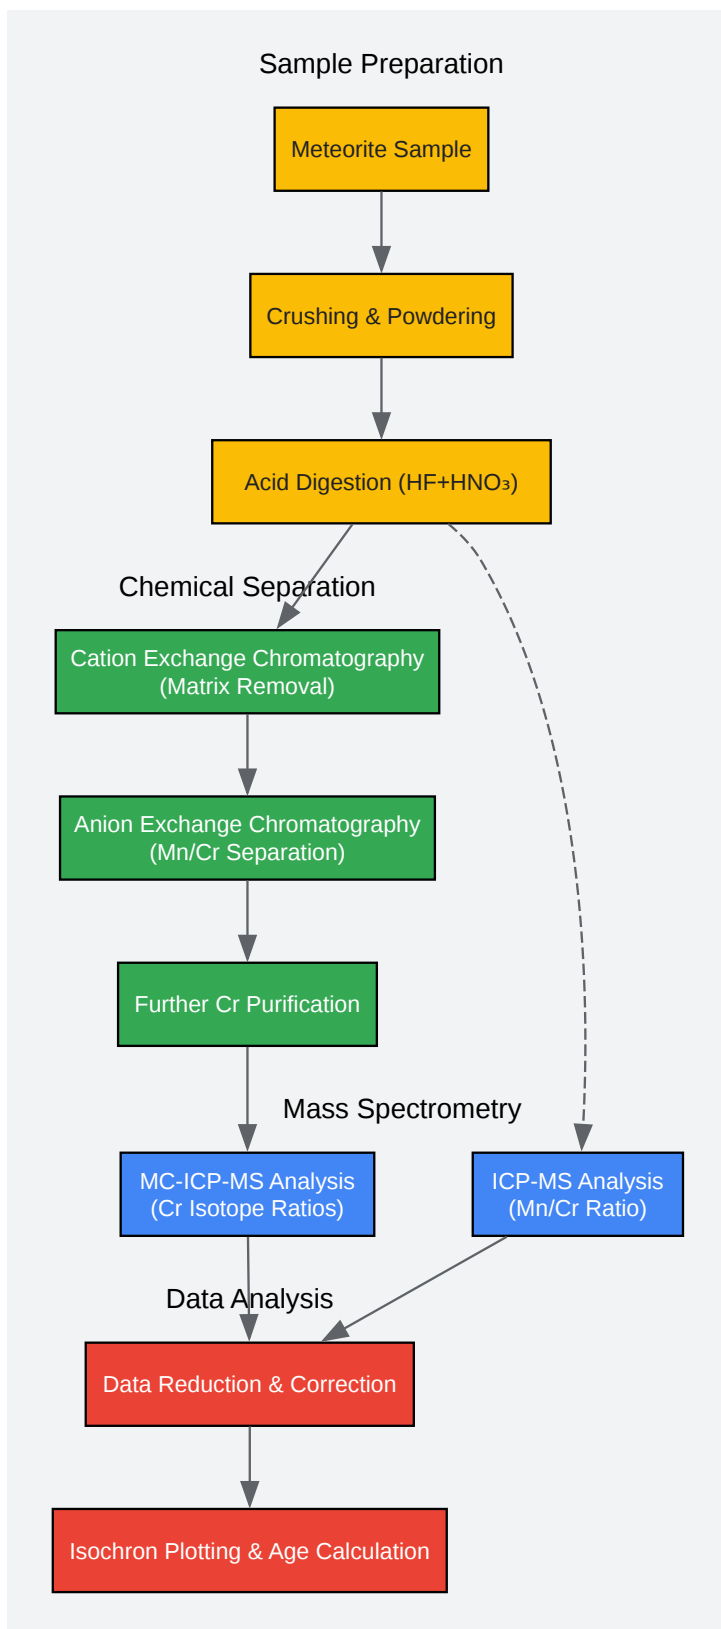 Sample Preparation
Meteorite Sample
Crushing & Powdering
Acid Digestion (HF+HNO₃)
Chemical Separation
Cation Exchange Chromatography
(Matrix Removal)
Anion Exchange Chromatography
(Mn/Cr Separation)
Further Cr Purification
Mass Spectrometry
MC-ICP-MS Analysis
(Cr Isotope Ratios)
ICP-MS Analysis
(Mn/Cr Ratio)
Data Analysis
Data Reduction & Correction
Isochron Plotting & Age Calculation